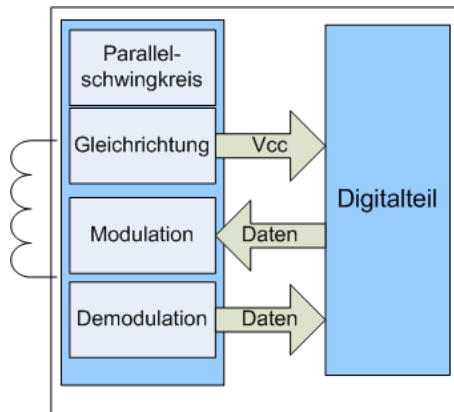 Parallel-
schwingkreis
Gleichrichtung
Vcc
Digitalteil
Modulation
Daten
Demodulation
Daten